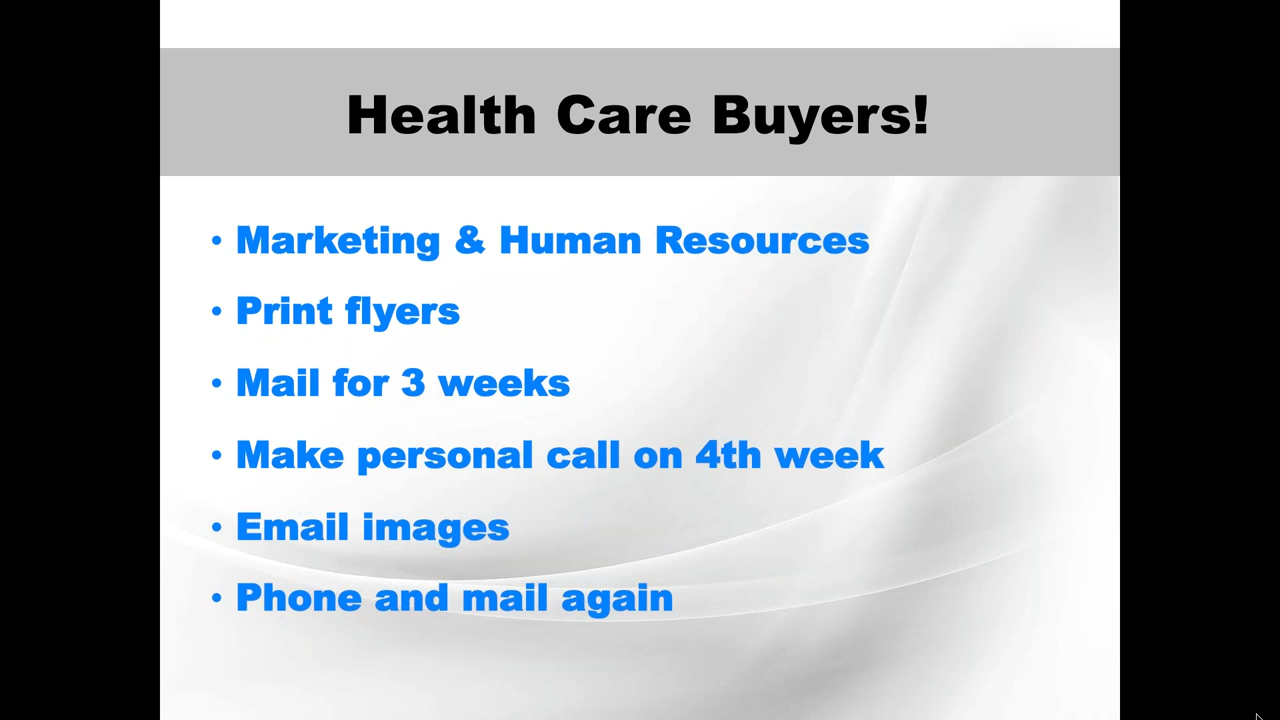 Health Care Buyers!
• Marketing & Human Resources
• Print flyers
• Mail for 3 weeks
• Make personal call on 4th week
• Email images
• Phone and mail again